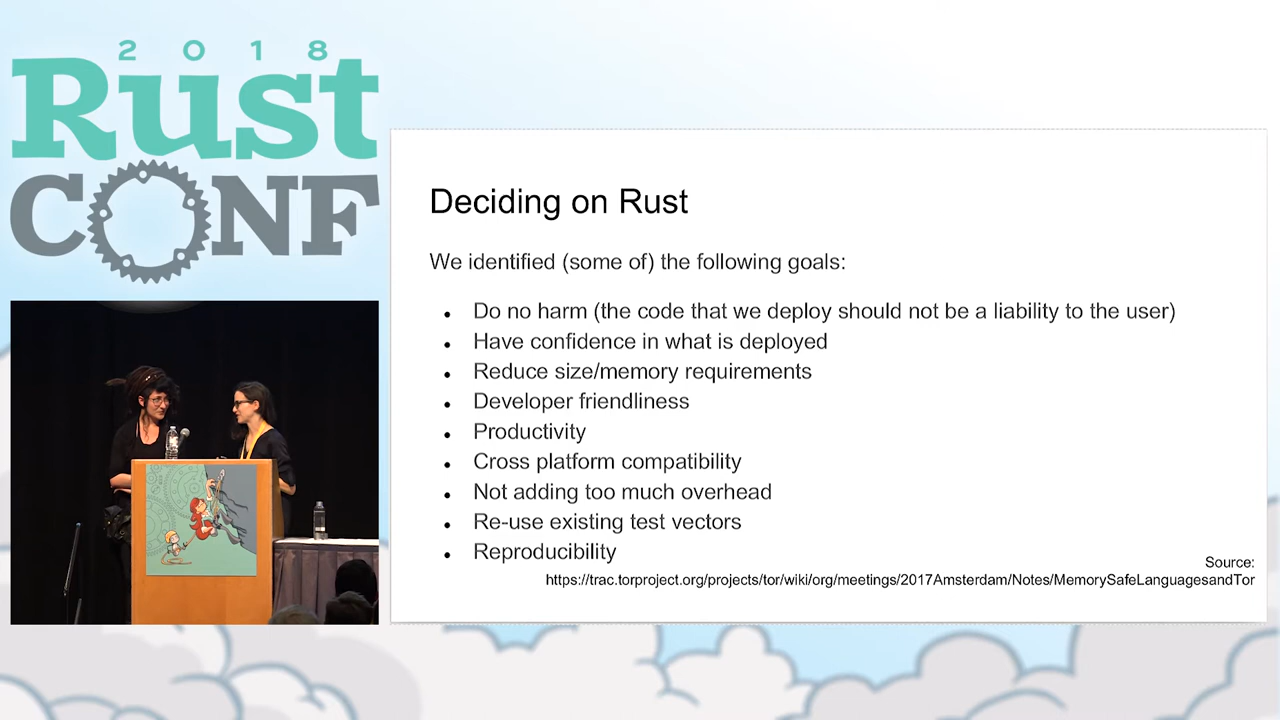 2018
Rust
CONF
Deciding on Rust
We identified (some of) the following goals:
• Do no harm (the code that we deploy should not be a liability to the user)
• Have confidence in what is deployed
• Reduce size/memory requirements
• Developer friendliness
• Productivity
• Cross platform compatibility
• Not adding too much overhead
• Re-use existing test vectors
• Reproducibility
Source:
https://trac.torproject.org/projects/tor/wiki/org/meetings/2017Amsterdam/Notes/MemorySafeLanguagesandTor